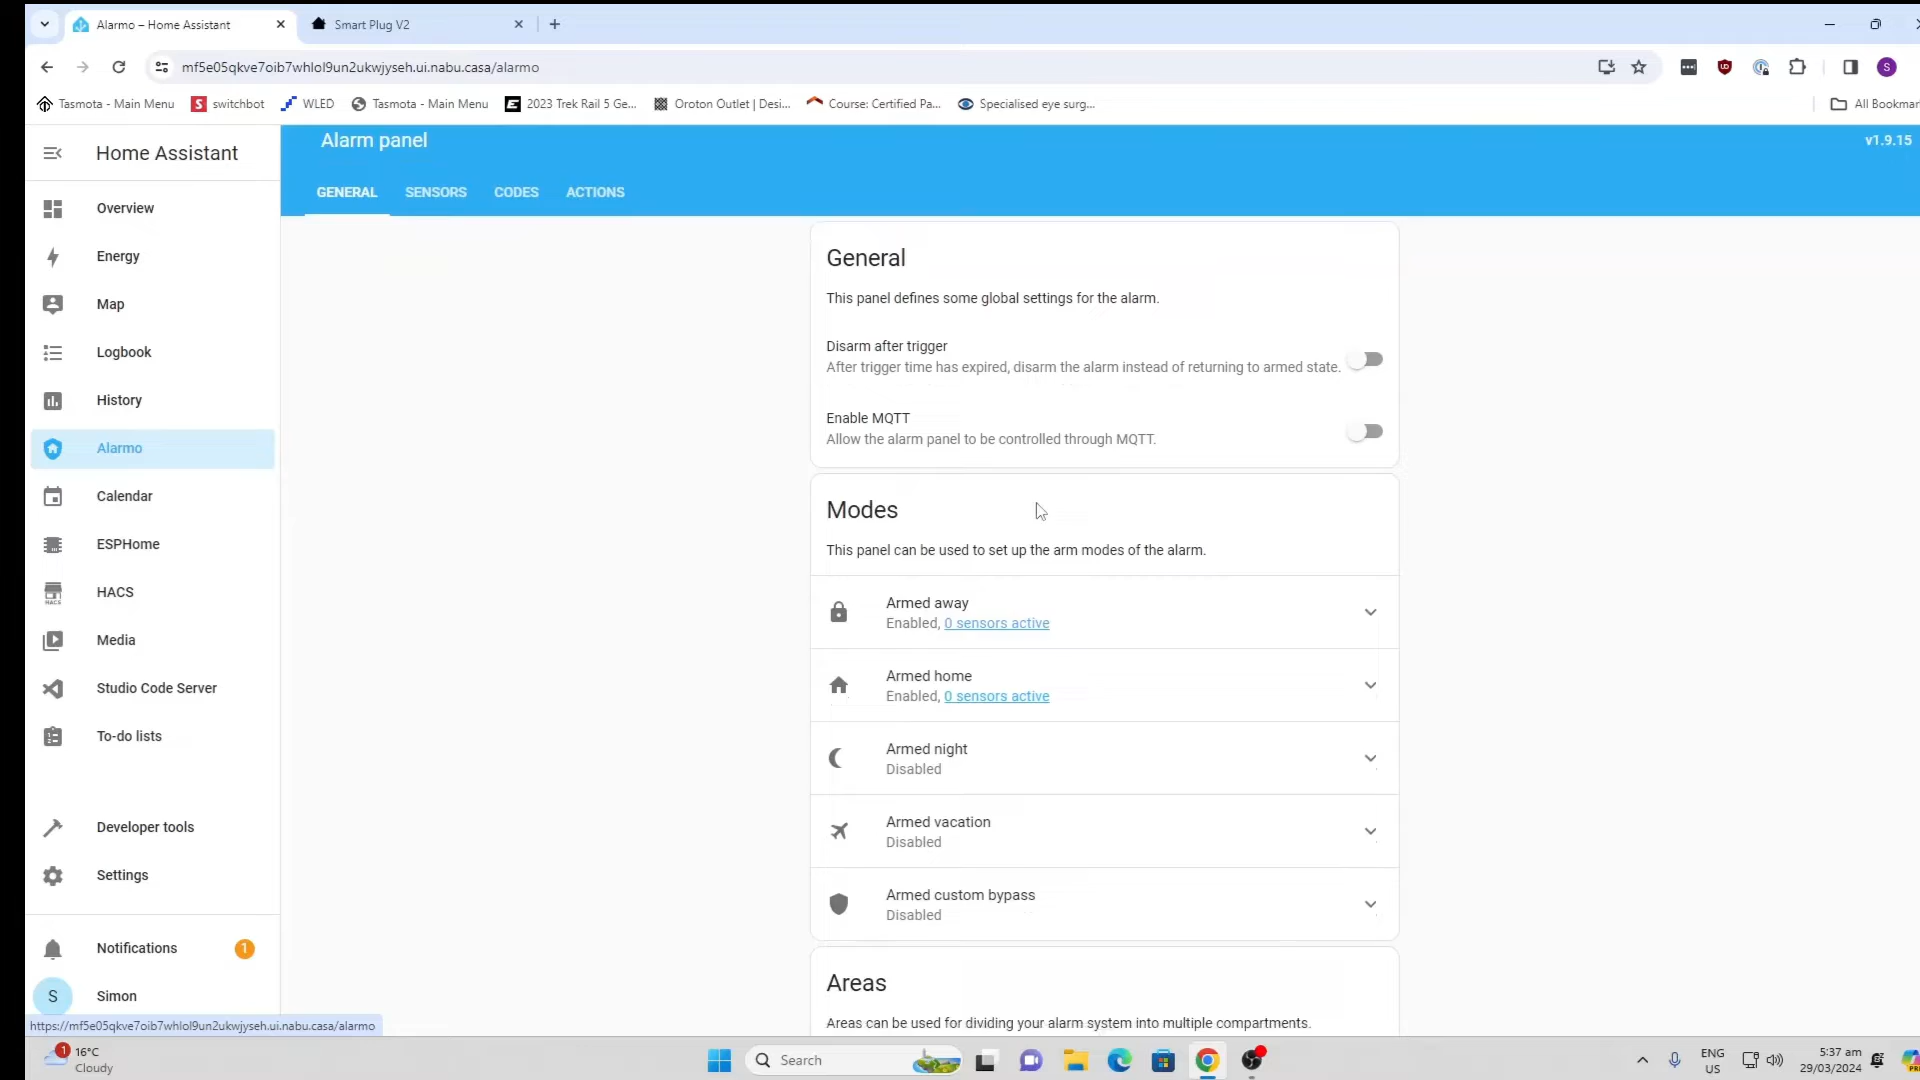 Alarmo – Home Assistant
Smart Plug V2
mf5e05qkve7oib7whlol9un2ukwjyseh.ui.nabu.casa/alarmo
S
Tasmota - Main Menu
switchbot
WLED
Tasmota - Main Menu
2023 Trek Rail 5 Ge...
Oroton Outlet | Desi...
Course: Certified Pa...
Specialised eye surg...
All Bookmar
Home Assistant
Alarm panel
v1.9.15
GENERAL
SENSORS
CODES
ACTIONS
Overview
Energy
Map
Logbook
History
Alarmo
Calendar
ESPHome
HACS
HACS
Media
Studio Code Server
To-do lists
Developer tools
Settings
Notifications
1
S
Simon
General
This panel defines some global settings for the alarm.
Disarm after trigger
After trigger time has expired, disarm the alarm instead of returning to armed state.
Enable MQTT
Allow the alarm panel to be controlled through MQTT.
Modes
This panel can be used to set up the arm modes of the alarm.
Armed away
Enabled, 0 sensors active
Armed home
Enabled, 0 sensors active
Armed night
Disabled
Armed vacation
Disabled
Armed custom bypass
Disabled
Areas
Areas can be used for dividing your alarm system into multiple compartments.
https://mf5e05qkve7oib7whlol9un2ukwjyseh.ui.nabu.casa/alarmo
1
16°C
Cloudy
Search
ENG
US
5:37 am
29/03/2024